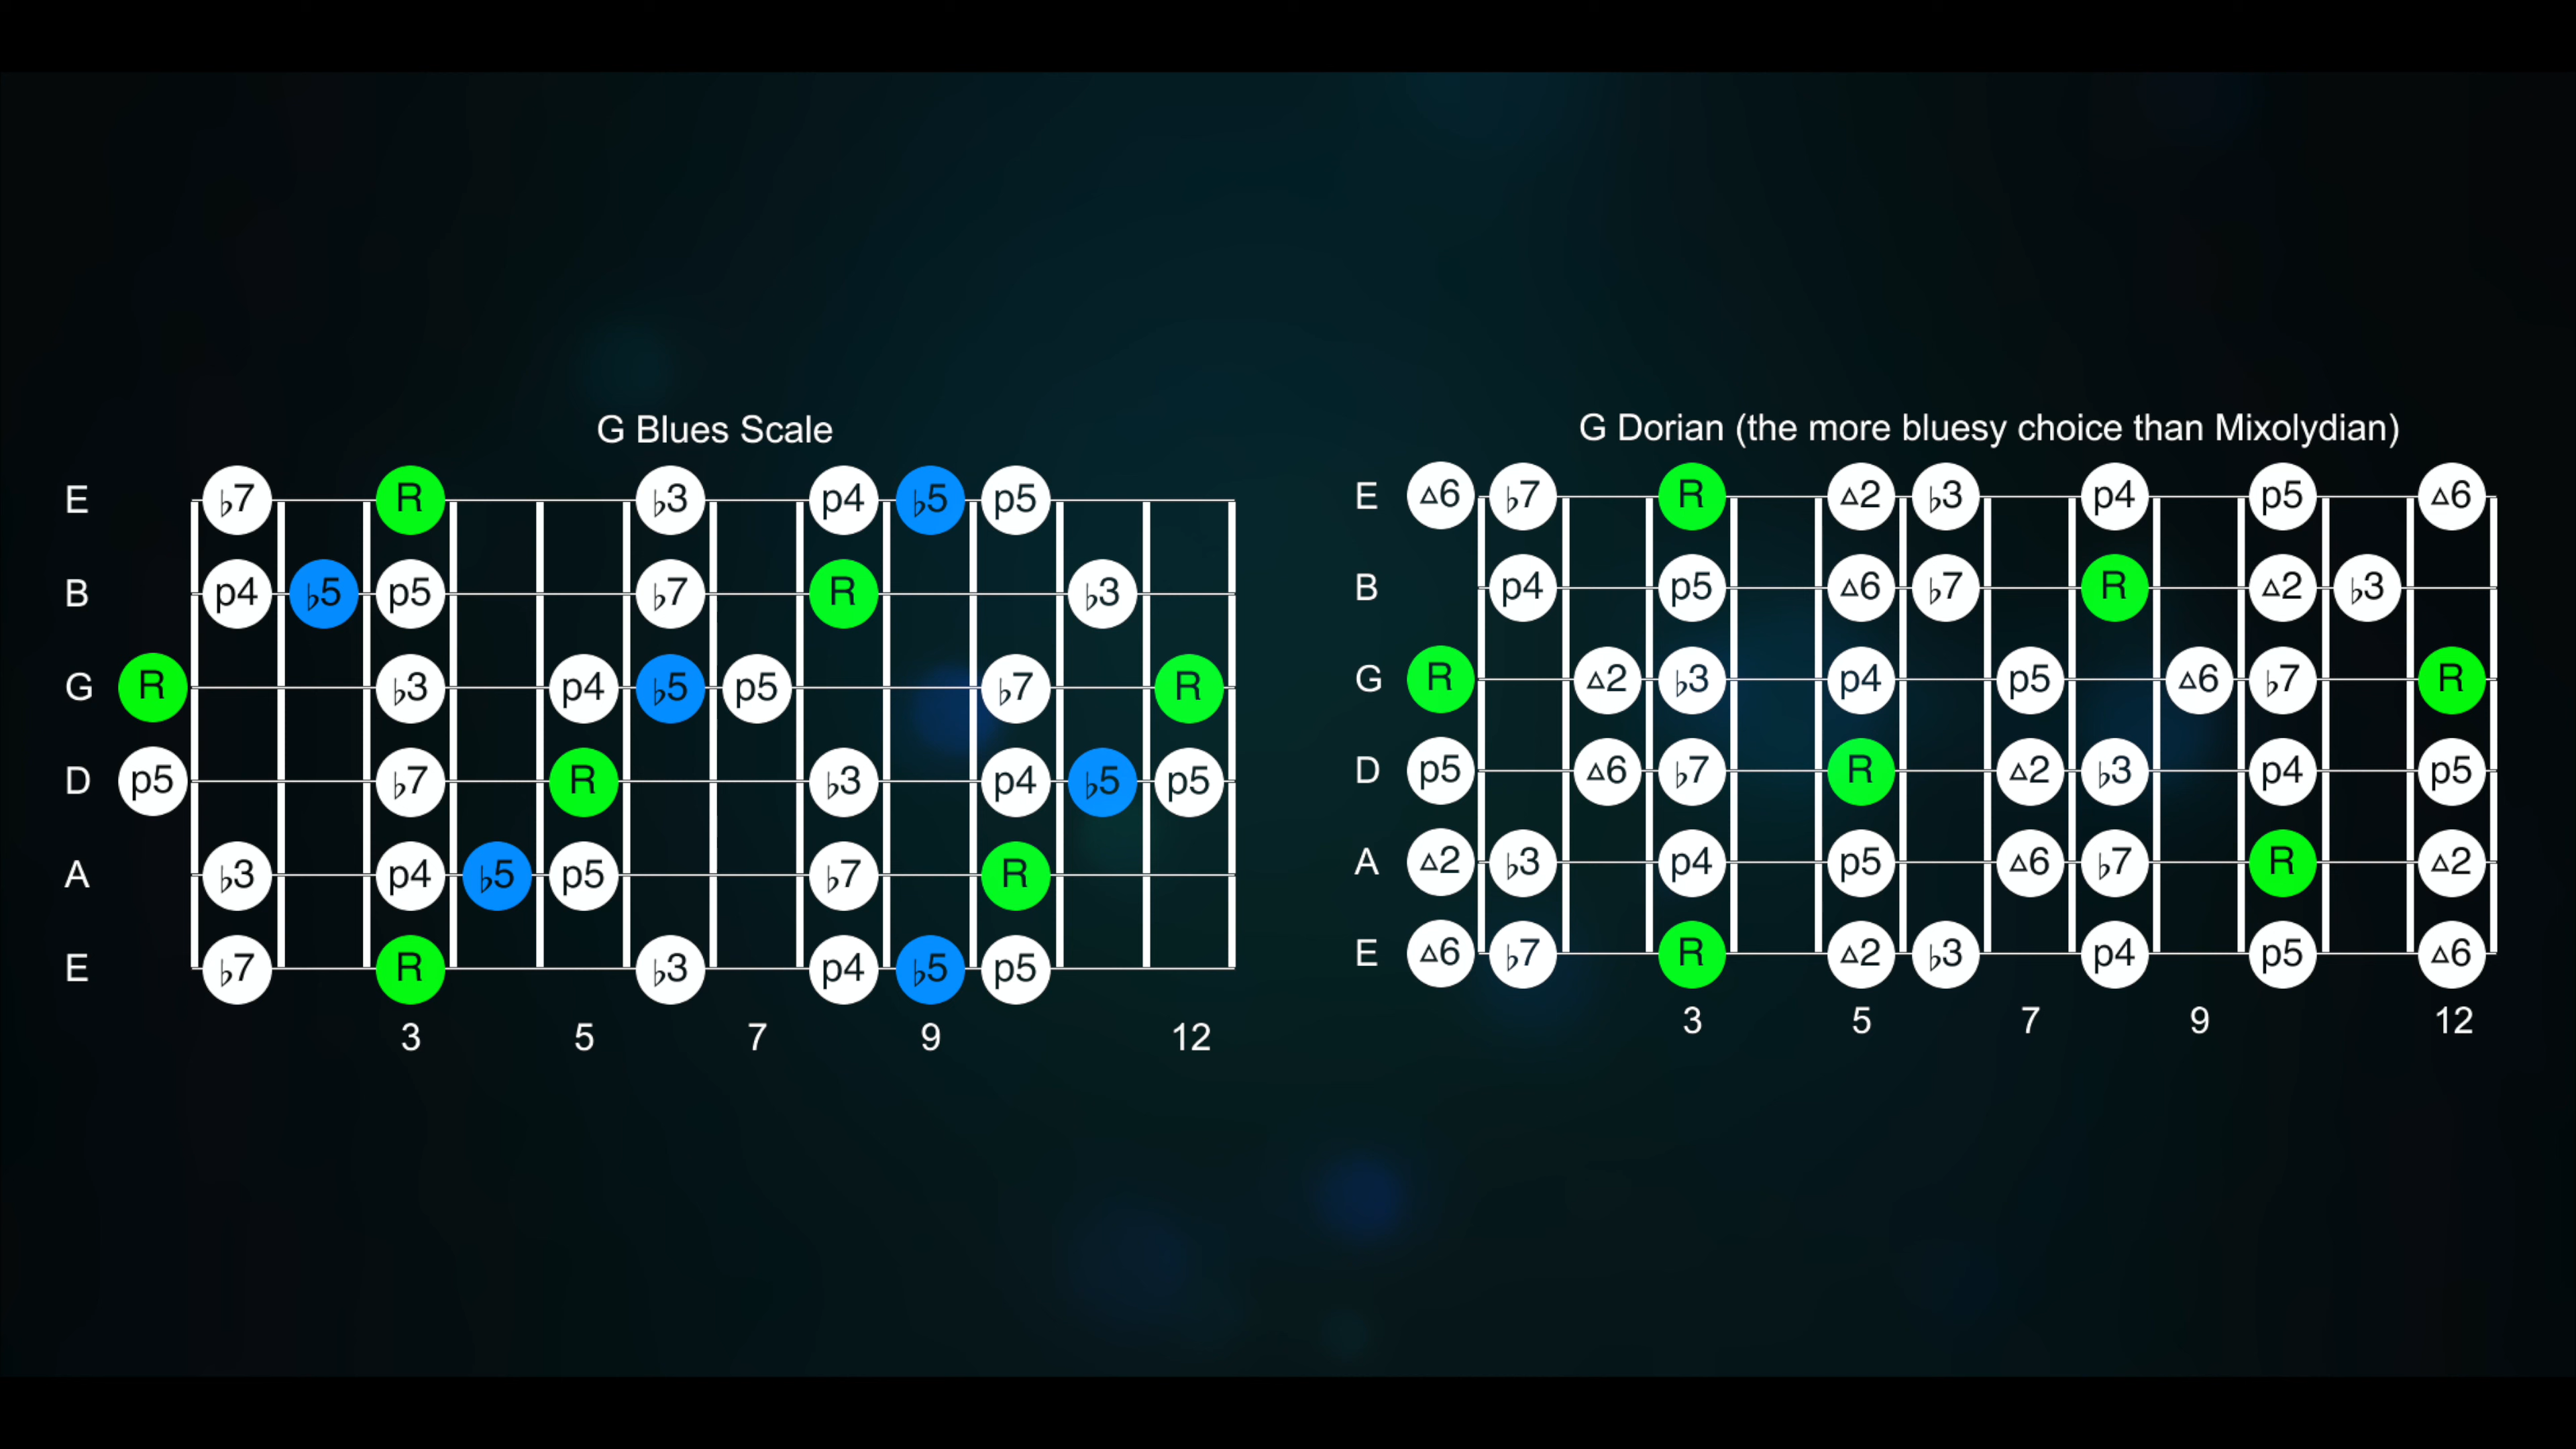 G Blues Scale
E ♭7 R ♭3 p4 ♭5 p5
B p4 ♭5 p5 ♭7 R ♭3
G R ♭3 p4 ♭5 p5 ♭7 R
D p5 ♭7 R ♭3 p4 ♭5 p5
A ♭3 p4 ♭5 p5 ♭7 R
E ♭7 R ♭3 p4 ♭5 p5
3 5 7 9 12
G Dorian (the more bluesy choice than Mixolydian)
E △6 ♭7 R △2 ♭3 p4 p5 △6
B p4 p5 △6 ♭7 R △2 ♭3
G R △2 ♭3 p4 p5 △6 ♭7 R
D p5 △6 ♭7 R △2 ♭3 p4 p5
A △2 ♭3 p4 p5 △6 ♭7 R △2
E △6 ♭7 R △2 ♭3 p4 p5 △6
3 5 7 9 12